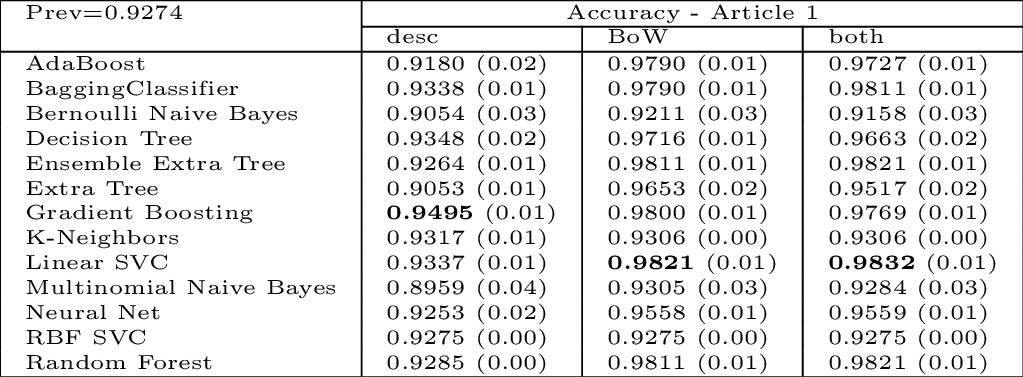 Prev=0.9274 Accuracy - Article 1
desc BoW both
AdaBoost 0.9180 (0.02) 0.9790 (0.01) 0.9727 (0.01)
BaggingClassifier 0.9338 (0.01) 0.9790 (0.01) 0.9811 (0.01)
Bernoulli Naive Bayes 0.9054 (0.03) 0.9211 (0.03) 0.9158 (0.03)
Decision Tree 0.9348 (0.02) 0.9716 (0.01) 0.9663 (0.02)
Ensemble Extra Tree 0.9264 (0.01) 0.9811 (0.01) 0.9821 (0.01)
Extra Tree 0.9053 (0.01) 0.9653 (0.02) 0.9517 (0.02)
Gradient Boosting 0.9495 (0.01) 0.9800 (0.01) 0.9769 (0.01)
K-Neighbors 0.9317 (0.01) 0.9306 (0.00) 0.9306 (0.00)
Linear SVC 0.9337 (0.01) 0.9821 (0.01) 0.9832 (0.01)
Multinomial Naive Bayes 0.8959 (0.04) 0.9305 (0.03) 0.9284 (0.03)
Neural Net 0.9253 (0.02) 0.9558 (0.01) 0.9559 (0.01)
RBF SVC 0.9275 (0.00) 0.9275 (0.00) 0.9275 (0.00)
Random Forest 0.9285 (0.00) 0.9811 (0.01) 0.9821 (0.01)